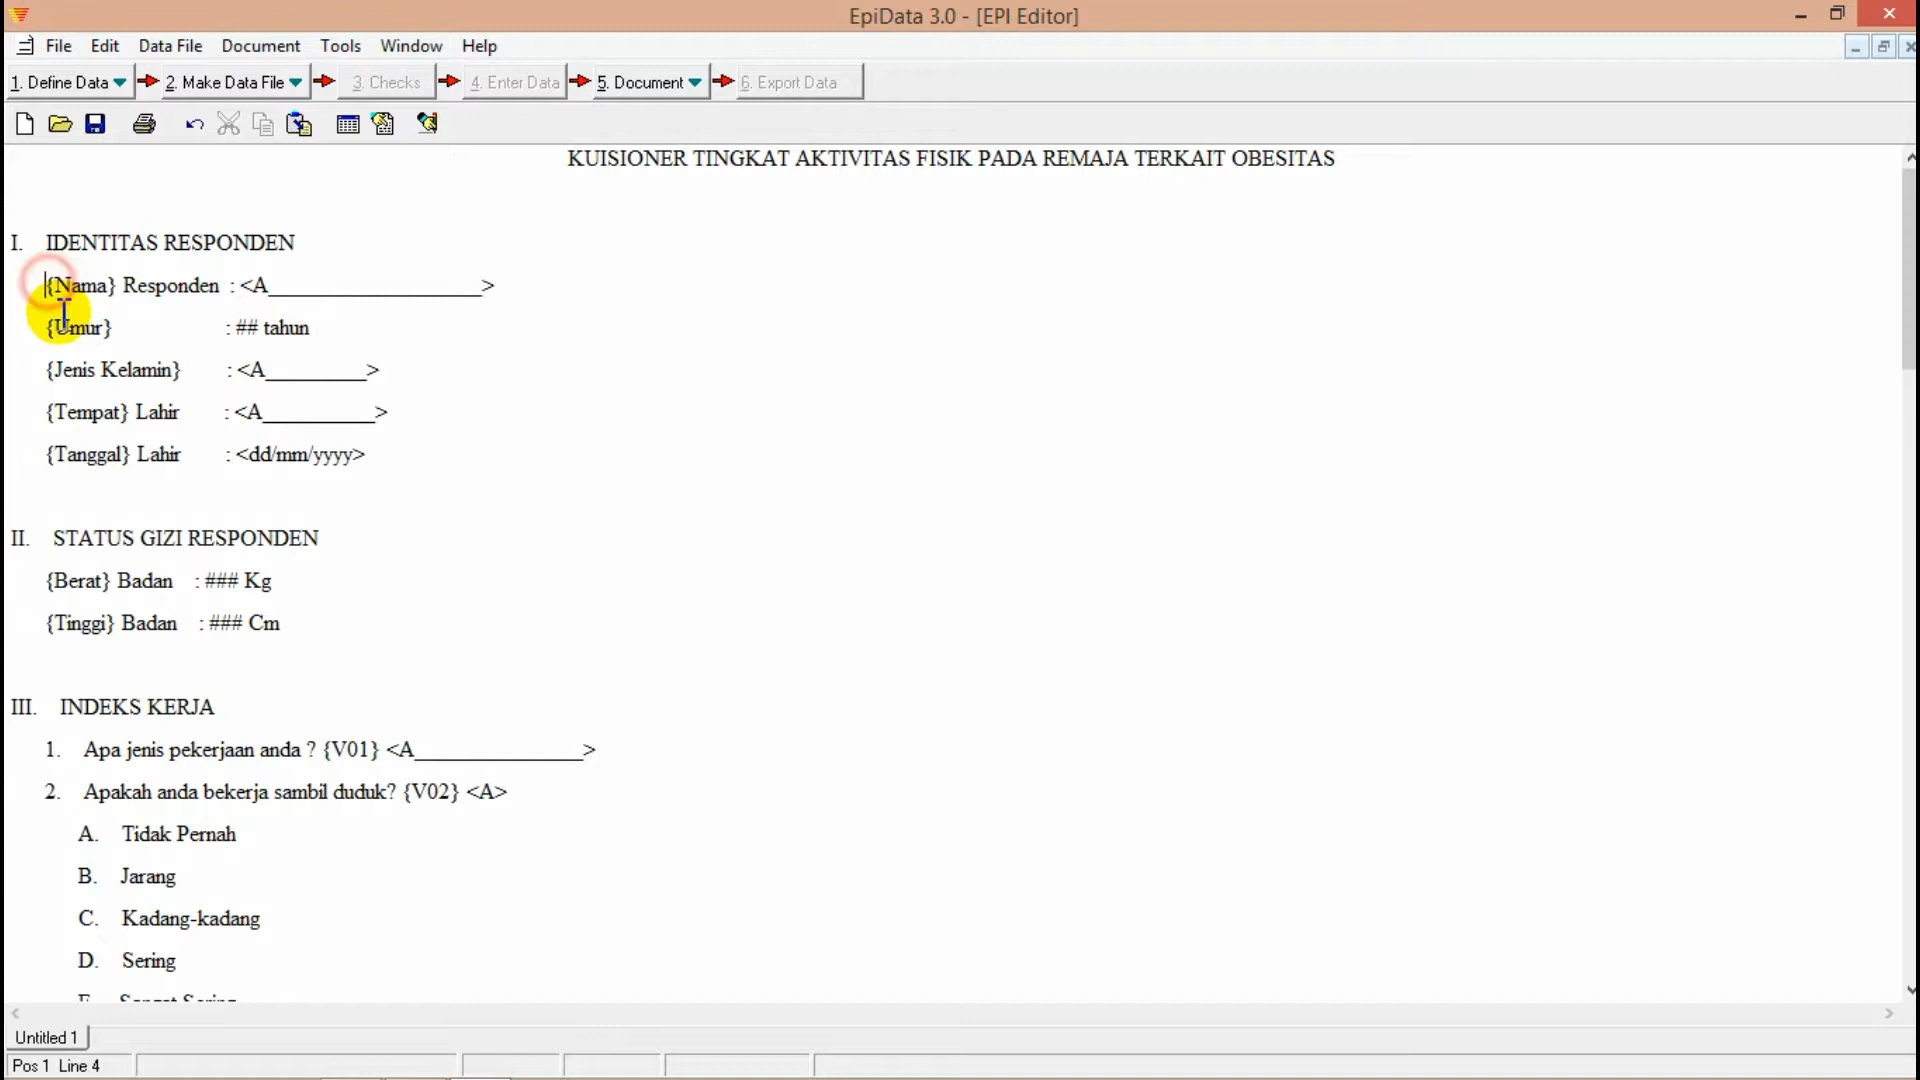 EpiData 3.0 - [EPI Editor]
File Edit Data File Document Tools Window Help
1. Define Data 2. Make Data File 3. Checks 4. Enter Data 5. Document 6. Export Data
KUISIONER TINGKAT AKTIVITAS FISIK PADA REMAJA TERKAIT OBESITAS
I. IDENTITAS RESPONDEN
{Nama} Responden : <A___________________>
{Umur} : ## tahun
{Jenis Kelamin} : <A_________>
{Tempat} Lahir : <A__________>
{Tanggal} Lahir : <dd/mm/yyyy>
II. STATUS GIZI RESPONDEN
{Berat} Badan : ### Kg
{Tinggi} Badan : ### Cm
III. INDEKS KERJA
1. Apa jenis pekerjaan anda ? {V01} <A_______________>
2. Apakah anda bekerja sambil duduk? {V02} <A>
A. Tidak Pernah
B. Jarang
C. Kadang-kadang
D. Sering
Untitled 1
Pos 1 Line 4